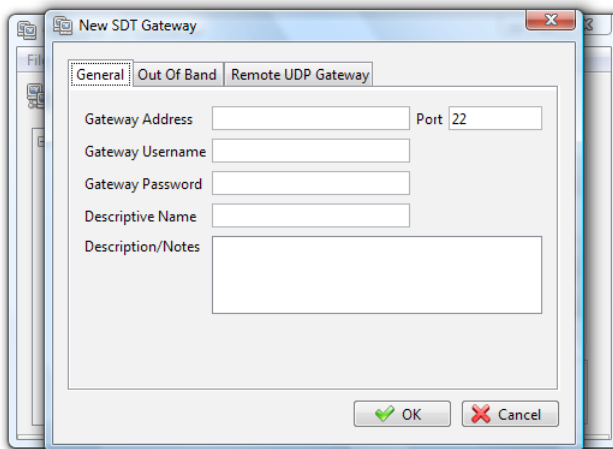 New SDT Gateway
General Out Of Band Remote UDP Gateway
Gateway Address Port 22
Gateway Username
Gateway Password
Descriptive Name
Description/Notes
OK Cancel